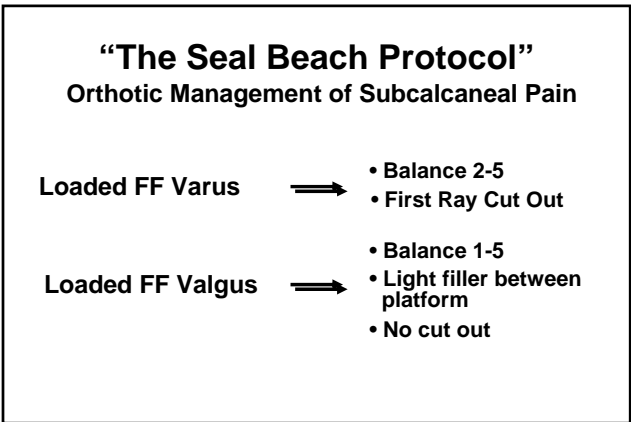 “The Seal Beach Protocol”
Orthotic Management of Subcalcaneal Pain
Loaded FF Varus
• Balance 2-5
• First Ray Cut Out
Loaded FF Valgus
• Balance 1-5
• Light filler between
platform
• No cut out